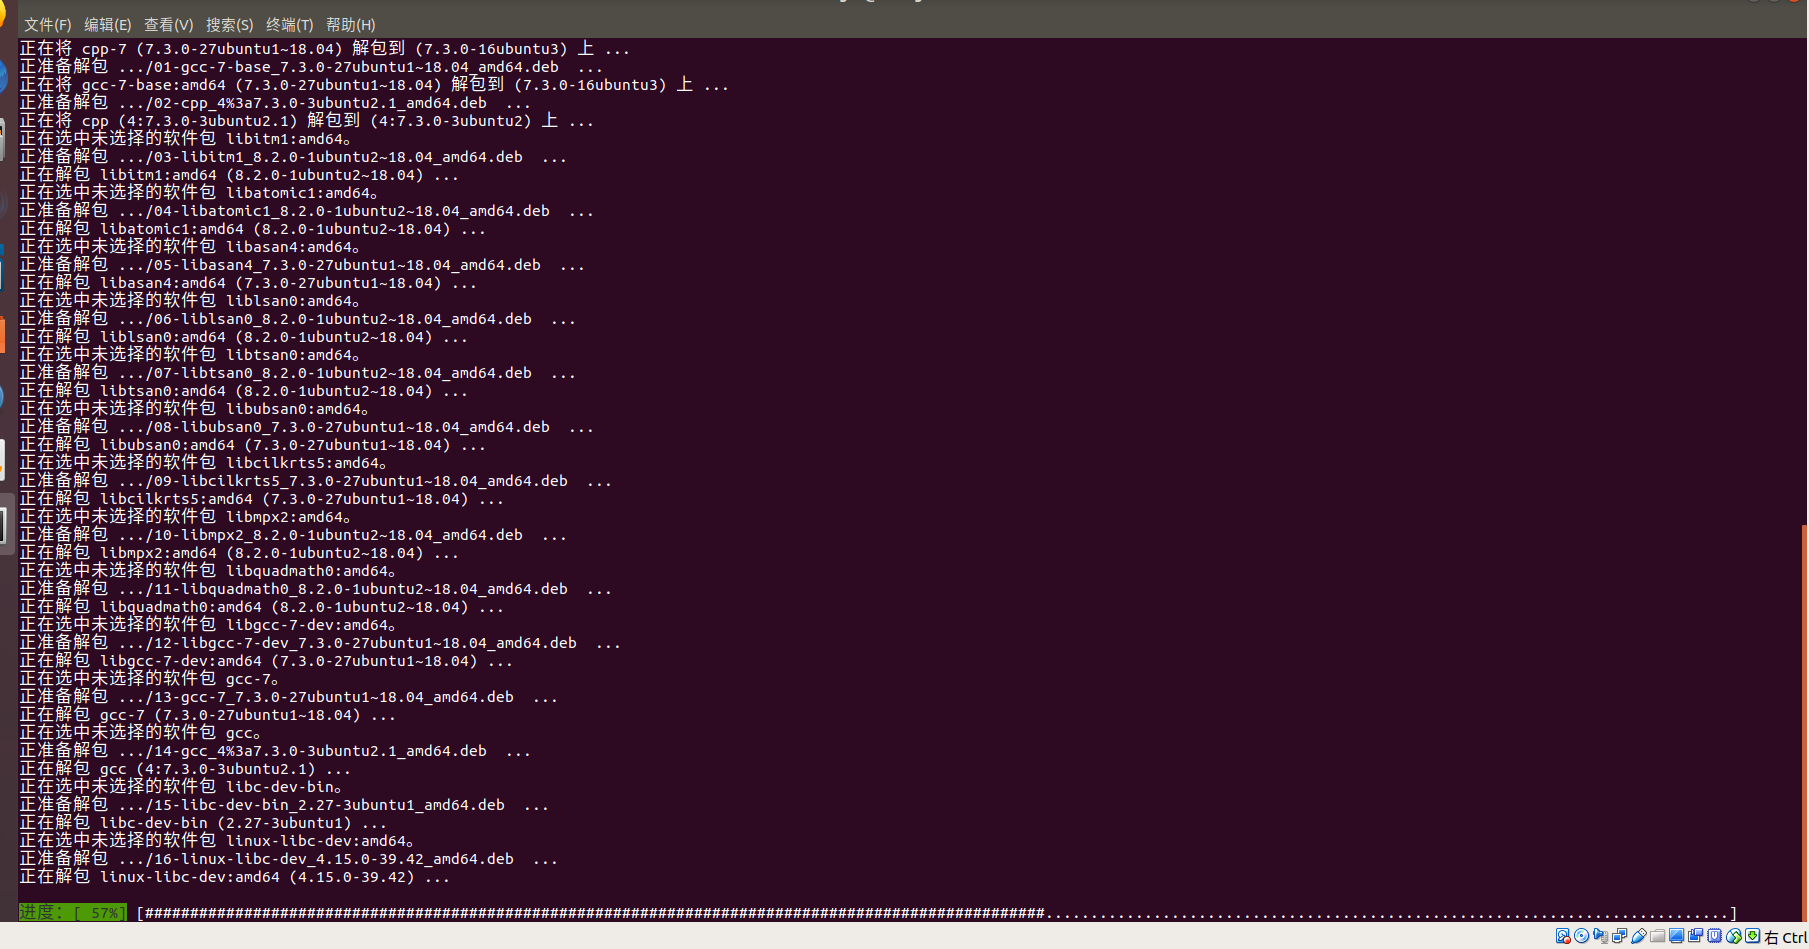 文件(F) 编辑(E) 查看(V) 搜索(S) 终端(T) 帮助(H)
正在将 cpp-7 (7.3.0-27ubuntu1~18.04) 解包到 (7.3.0-16ubuntu3) 上 ...
正准备解包 .../01-gcc-7-base_7.3.0-27ubuntu1~18.04_amd64.deb  ...
正在将 gcc-7-base:amd64 (7.3.0-27ubuntu1~18.04) 解包到 (7.3.0-16ubuntu3) 上 ...
正准备解包 .../02-cpp_4%3a7.3.0-3ubuntu2.1_amd64.deb  ...
正在将 cpp (4:7.3.0-3ubuntu2.1) 解包到 (4:7.3.0-3ubuntu2) 上 ...
正在选中未选择的软件包 libitm1:amd64。
正准备解包 .../03-libitm1_8.2.0-1ubuntu2~18.04_amd64.deb  ...
正在解包 libitm1:amd64 (8.2.0-1ubuntu2~18.04) ...
正在选中未选择的软件包 libatomic1:amd64。
正准备解包 .../04-libatomic1_8.2.0-1ubuntu2~18.04_amd64.deb  ...
正在解包 libatomic1:amd64 (8.2.0-1ubuntu2~18.04) ...
正在选中未选择的软件包 libasan4:amd64。
正准备解包 .../05-libasan4_7.3.0-27ubuntu1~18.04_amd64.deb  ...
正在解包 libasan4:amd64 (7.3.0-27ubuntu1~18.04) ...
正在选中未选择的软件包 liblsan0:amd64。
正准备解包 .../06-liblsan0_8.2.0-1ubuntu2~18.04_amd64.deb  ...
正在解包 liblsan0:amd64 (8.2.0-1ubuntu2~18.04) ...
正在选中未选择的软件包 libtsan0:amd64。
正准备解包 .../07-libtsan0_8.2.0-1ubuntu2~18.04_amd64.deb  ...
正在解包 libtsan0:amd64 (8.2.0-1ubuntu2~18.04) ...
正在选中未选择的软件包 libubsan0:amd64。
正准备解包 .../08-libubsan0_7.3.0-27ubuntu1~18.04_amd64.deb  ...
正在解包 libubsan0:amd64 (7.3.0-27ubuntu1~18.04) ...
正在选中未选择的软件包 libcilkrts5:amd64。
正准备解包 .../09-libcilkrts5_7.3.0-27ubuntu1~18.04_amd64.deb  ...
正在解包 libcilkrts5:amd64 (7.3.0-27ubuntu1~18.04) ...
正在选中未选择的软件包 libmpx2:amd64。
正准备解包 .../10-libmpx2_8.2.0-1ubuntu2~18.04_amd64.deb  ...
正在解包 libmpx2:amd64 (8.2.0-1ubuntu2~18.04) ...
正在选中未选择的软件包 libquadmath0:amd64。
正准备解包 .../11-libquadmath0_8.2.0-1ubuntu2~18.04_amd64.deb  ...
正在解包 libquadmath0:amd64 (8.2.0-1ubuntu2~18.04) ...
正在选中未选择的软件包 libgcc-7-dev:amd64。
正准备解包 .../12-libgcc-7-dev_7.3.0-27ubuntu1~18.04_amd64.deb  ...
正在解包 libgcc-7-dev:amd64 (7.3.0-27ubuntu1~18.04) ...
正在选中未选择的软件包 gcc-7。
正准备解包 .../13-gcc-7_7.3.0-27ubuntu1~18.04_amd64.deb  ...
正在解包 gcc-7 (7.3.0-27ubuntu1~18.04) ...
正在选中未选择的软件包 gcc。
正准备解包 .../14-gcc_4%3a7.3.0-3ubuntu2.1_amd64.deb  ...
正在解包 gcc (4:7.3.0-3ubuntu2.1) ...
正在选中未选择的软件包 libc-dev-bin。
正准备解包 .../15-libc-dev-bin_2.27-3ubuntu1_amd64.deb  ...
正在解包 libc-dev-bin (2.27-3ubuntu1) ...
正在选中未选择的软件包 linux-libc-dev:amd64。
正准备解包 .../16-linux-libc-dev_4.15.0-39.42_amd64.deb  ...
正在解包 linux-libc-dev:amd64 (4.15.0-39.42) ...
进度: [ 57%] [####################################################################################################............................................................................]
右 Ctrl